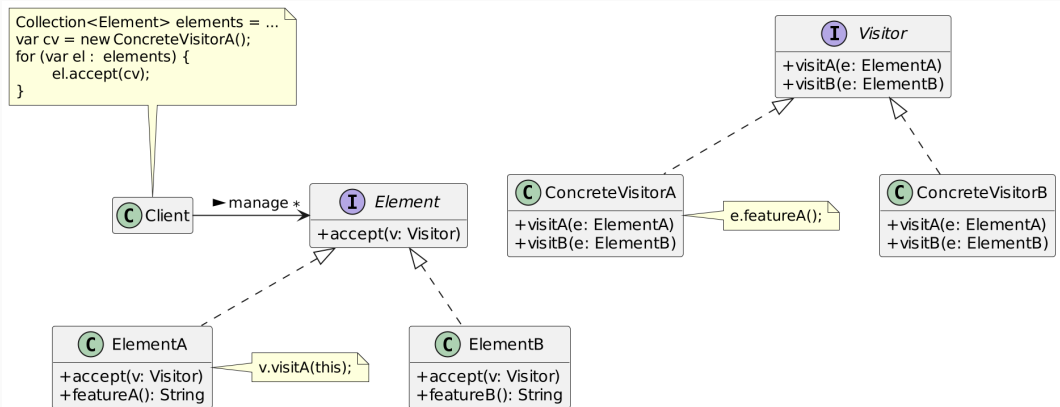 Collection<Element> elements = ...
var cv = new ConcreteVisitorA();
for (var el :  elements) {
el.accept(cv);
}
I Visitor
+visitA(e: ElementA)
+visitB(e: ElementB)
C Client
manage *
I Element
+accept(v: Visitor)
C ConcreteVisitorA
+visitA(e: ElementA)
+visitB(e: ElementB)
e.featureA();
C ConcreteVisitorB
+visitA(e: ElementA)
+visitB(e: ElementB)
C ElementA
+accept(v: Visitor)
+featureA(): String
v.visitA(this);
C ElementB
+accept(v: Visitor)
+featureB(): String